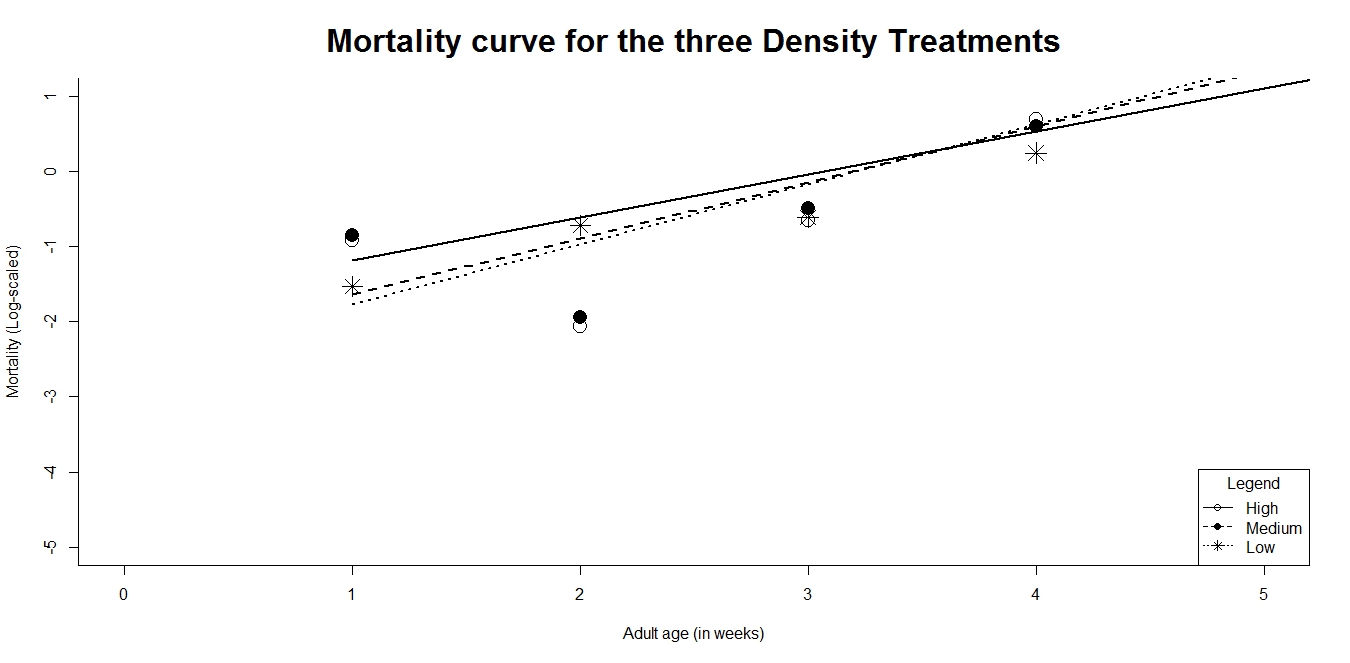 Mortality curve for the three Density Treatments
Mortality (Log-scaled)
1
0
-1
-2
-3
-4
-5
0 1 2 3 4 5
Adult age (in weeks)
Legend
High
Medium
Low